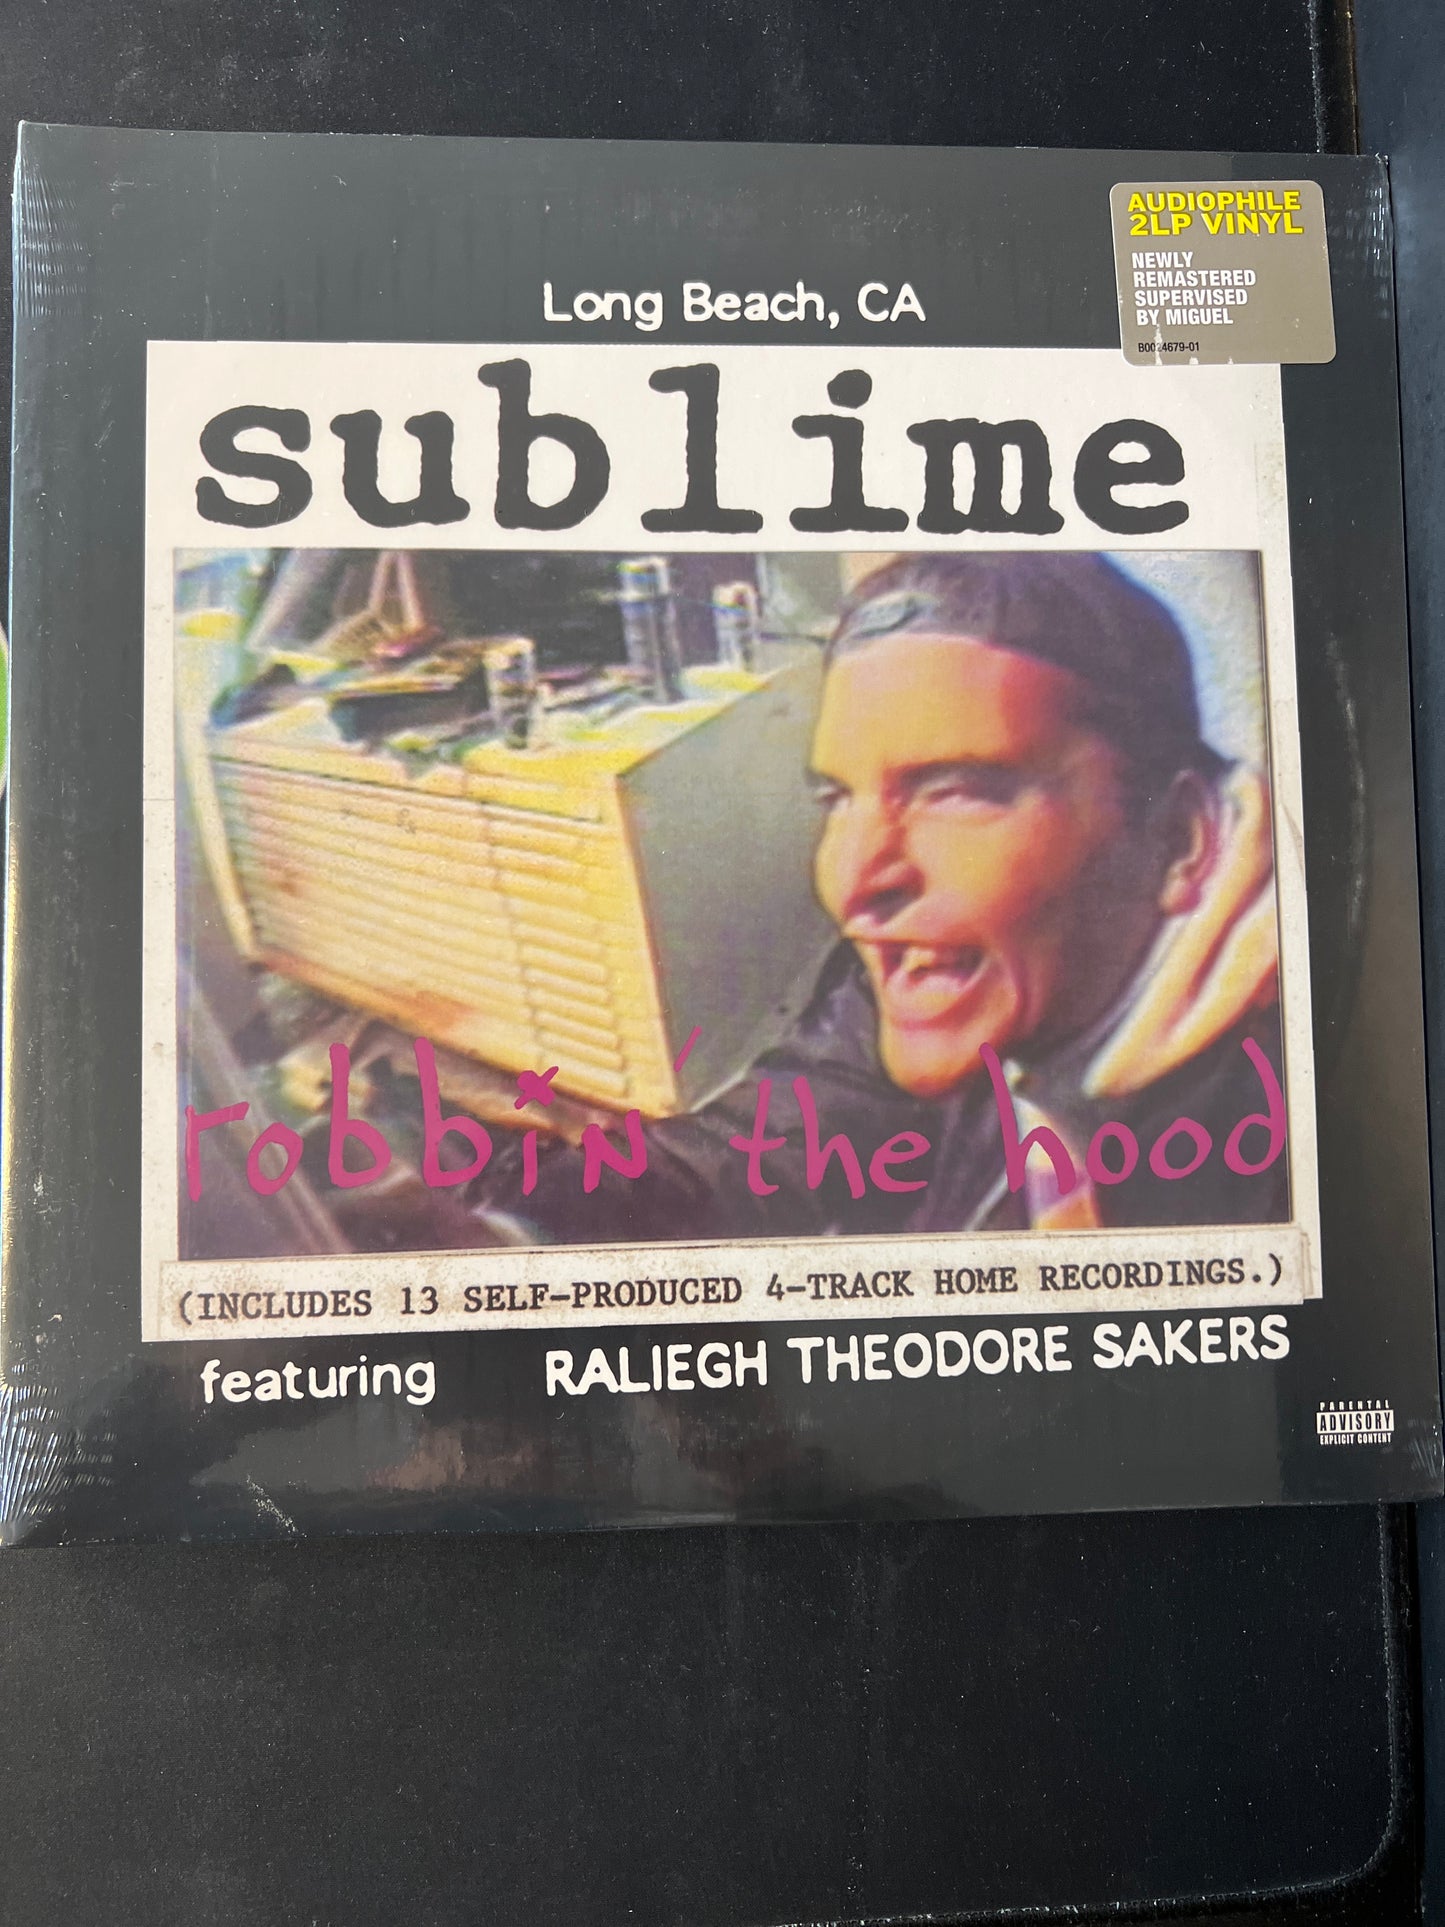 AUDIOPHILE
2LP VINYL
NEWLY
REMASTERED
SUPERVISED
BY MIGUEL
B0024679-01
Long Beach, CA
sublime
robbin' the hood
(INCLUDES 13 SELF-PRODUCED 4-TRACK HOME RECORDINGS.)
featuring RALIEGH THEODORE SAKERS
PARENTAL
ADVISORY
EXPLICIT CONTENT